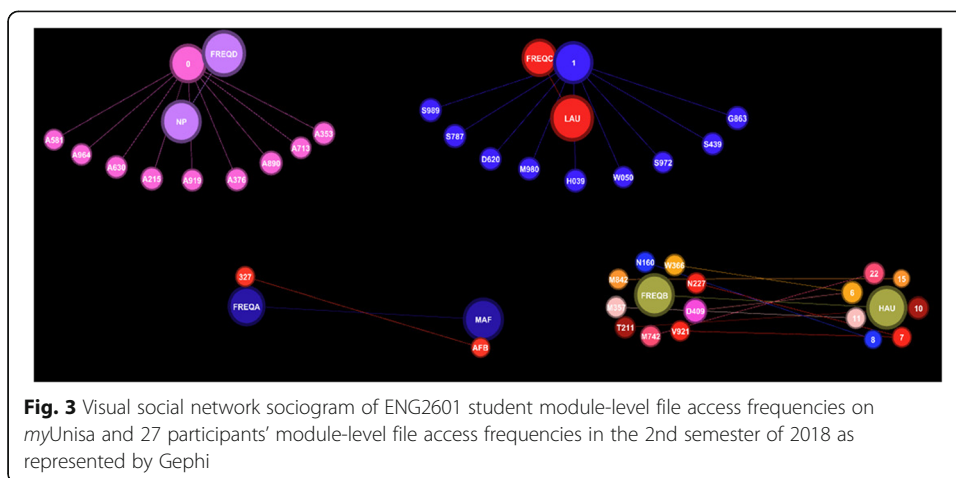 FREQD
0
NP
A581
A964
A630
A215
A919
A376
A890
A713
A353
FREQC
1
LAU
S989
S787
D620
M980
H039
W050
S972
S439
G863
327
FREQA
MAF
AFB
N160
W366
M842
N227
FREQB
D409
T211
M742
V921
22
15
6
HAU
10
11
8
7
Fig. 3 Visual social network sociogram of ENG2601 student module-level file access frequencies on
myUnisa and 27 participants’ module-level file access frequencies in the 2nd semester of 2018 as
represented by Gephi